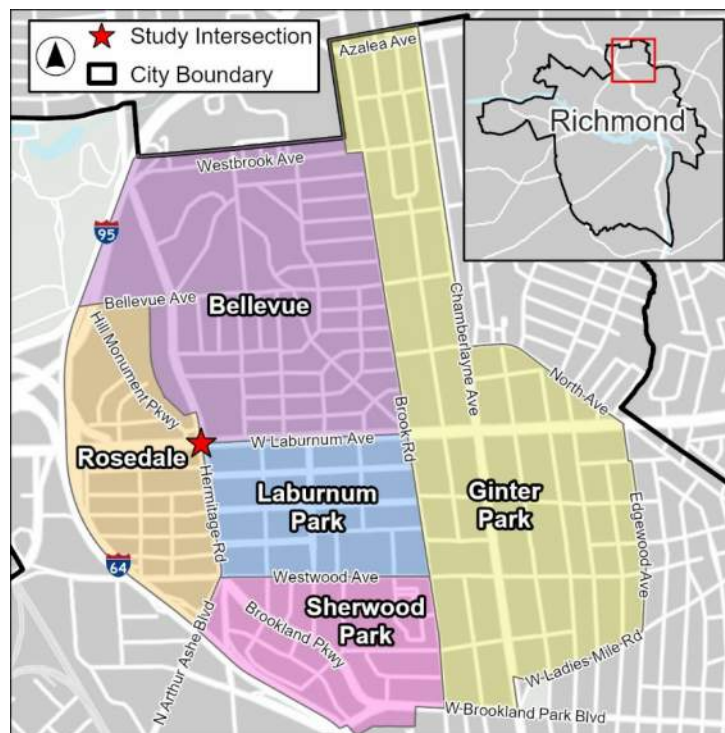 Study Intersection
City Boundary
Azalea Ave
Richmond
Westbrook Ave
95
Bellevue Ave
Bellevue
Hill Monument Pkwy
Chamberlayne Ave
North Ave
Brook Rd
W Laburnum Ave
Rosedale
Hermitage Rd
Laburnum
Park
Ginter
Park
Edgewood Ave
64
Westwood Ave
Sherwood
Park
Brookland Pkwy
N Arthur Ashe Blvd
W Ladies Mile Rd
W Brookland Park Blvd